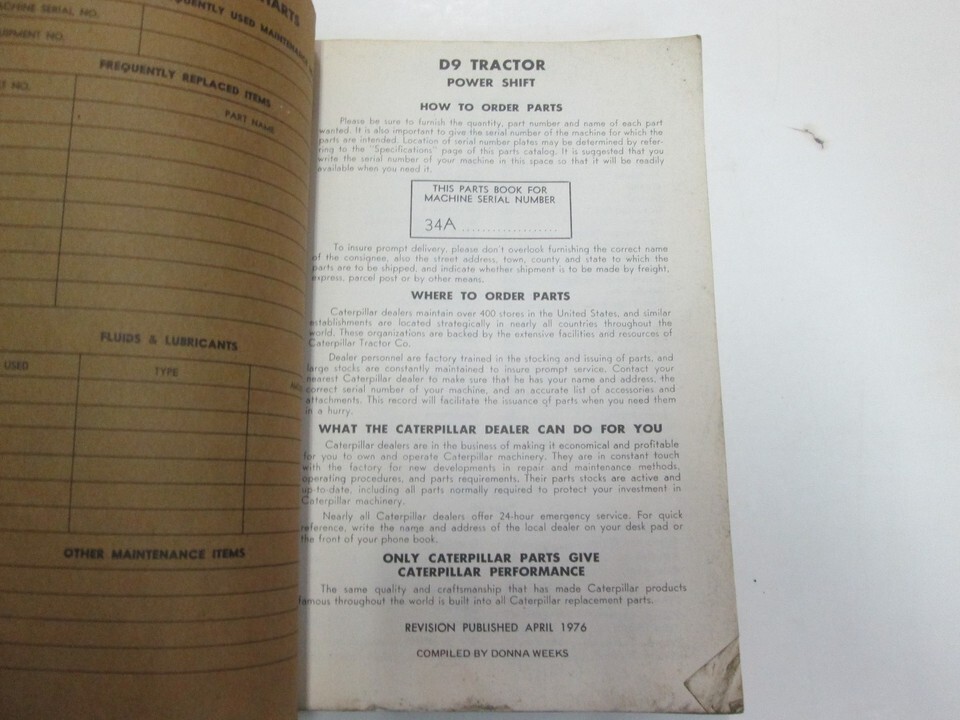 CHARTS
MACHINE SERIAL NO.
FREQUENTLY USED MAINTENANCE
EQUIPMENT NO.
FREQUENTLY REPLACED ITEMS
NO.
PART NAME
FLUIDS & LUBRICANTS
USED
TYPE
OTHER MAINTENANCE ITEMS
D9 TRACTOR
POWER SHIFT
HOW TO ORDER PARTS
Please be sure to furnish the quantity, part number and name of each part
wanted. It is also important to give the serial number of the machine for which the
parts are intended. Location of serial number plates may be determined by refer-
ring to the "Specifications" page of this parts catalog. It is suggested that you
write the serial number of your machine in this space so that it will be readily
available when you need it.
THIS PARTS BOOK FOR
MACHINE SERIAL NUMBER
34A ...................
To insure prompt delivery, please don't overlook furnishing the correct name
of the consignee, also the street address, town, county and state to which the
parts are to be shipped, and indicate whether shipment is to be made by freight,
express, parcel post or by other means.
WHERE TO ORDER PARTS
Caterpillar dealers maintain over 400 stores in the United States, and similar
establishments are located strategically in nearly all countries throughout the
world. These organizations are backed by the extensive facilities and resources of
Caterpillar Tractor Co.
Dealer personnel are factory trained in the stocking and issuing of parts, and
large stocks are constantly maintained to insure prompt service. Contact your
nearest Caterpillar dealer to make sure that he has your name and address, the
correct serial number of your machine, and an accurate list of accessories and
attachments. This record will facilitate the issuance of parts when you need them
in a hurry.
WHAT THE CATERPILLAR DEALER CAN DO FOR YOU
Caterpillar dealers are in the business of making it economical and profitable
for you to own and operate Caterpillar machinery. They are in constant touch
with the factory for new developments in repair and maintenance methods,
operating procedures, and parts requirements. Their parts stocks are active and
up-to-date, including all parts normally required to protect your investment in
Caterpillar machinery.
Nearly all Caterpillar dealers offer 24-hour emergency service. For quick
reference, write the name and address of the local dealer on your desk pad or
the front of your phone book.
ONLY CATERPILLAR PARTS GIVE
CATERPILLAR PERFORMANCE
The same quality and craftsmanship that has made Caterpillar products
famous throughout the world is built into all Caterpillar replacement parts.
REVISION PUBLISHED APRIL 1976
COMPILED BY DONNA WEEKS